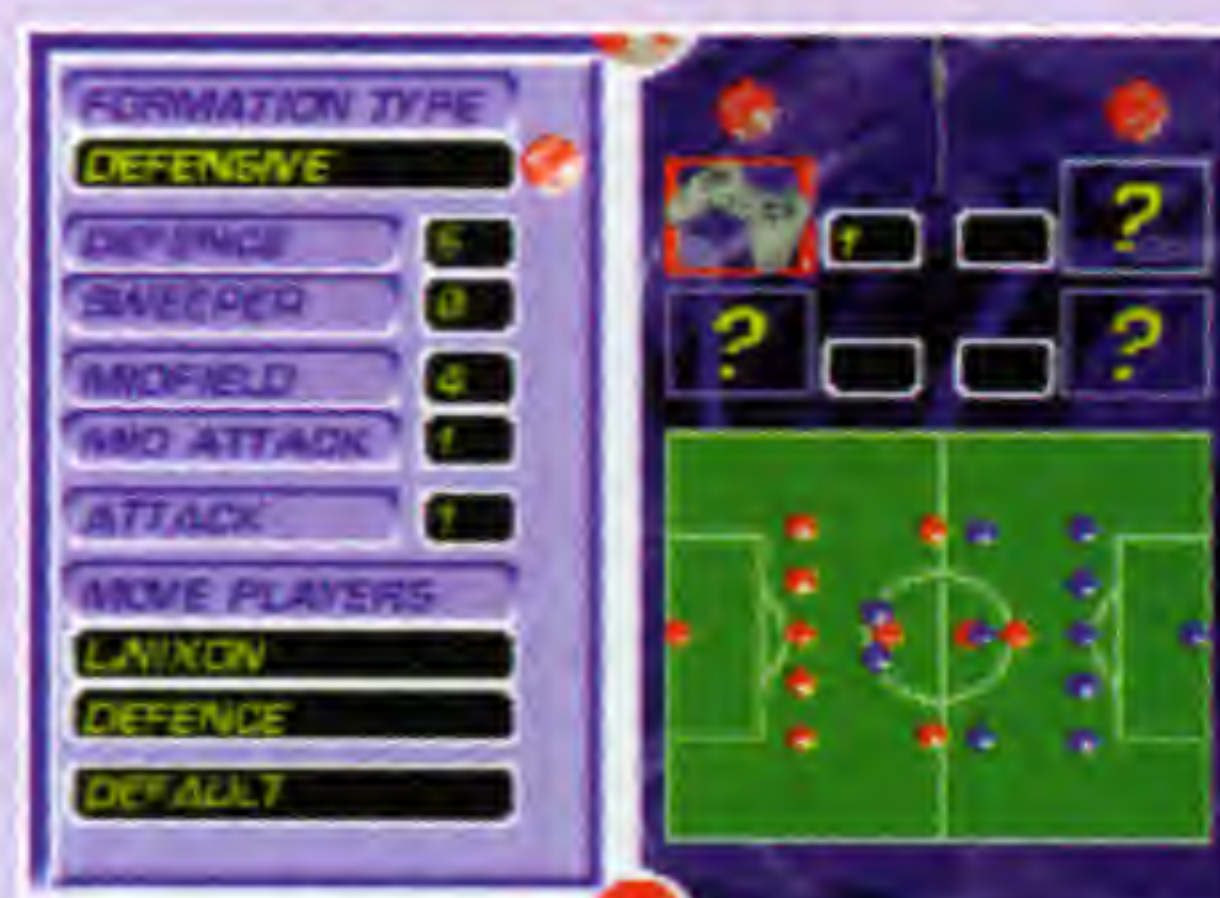 FORMATION TYPE
DEFENSIVE
DEFENCE 5
SWEEPER 0
MIDFIELD 4
MID ATTACK 1
ATTACK 1
MOVE PLAYERS
L.NIXON
DEFENCE
DEFAULT
1 ?
? ?